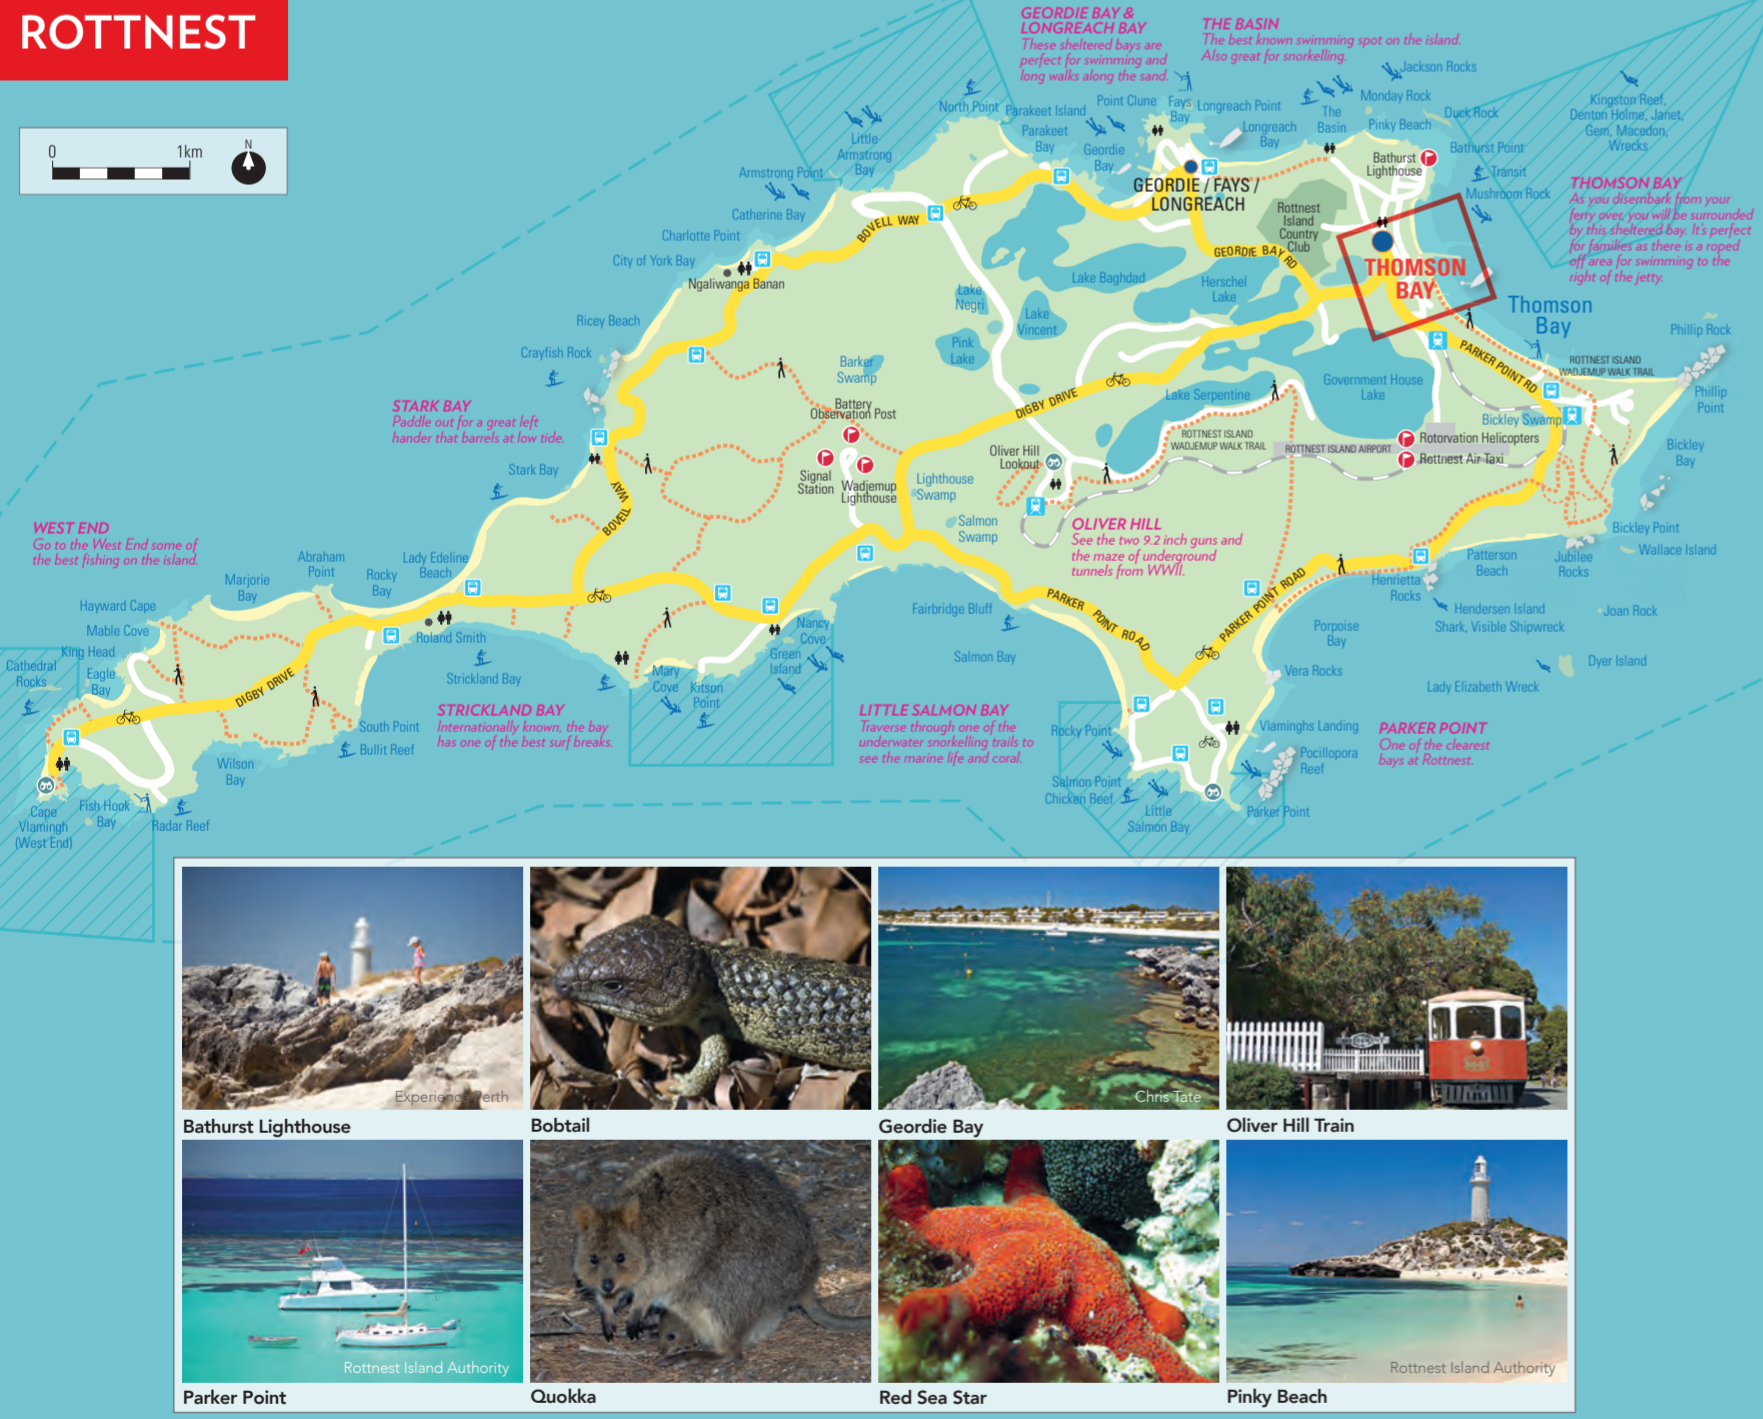 ROTTNEST
0 1km
N
GEORDIE BAY &
LONGREACH BAY
These sheltered bays are
perfect for swimming and
long walks along the sand.
THE BASIN
The best known swimming spot on the island.
Also great for snorkelling.
Jackson Rocks
Monday Rock
Duck Rock
Kingston Reef,
Denton Holme, Janet,
Gem, Macedon,
Wrecks
North Point
Parakeet Island
Point Clune
Fays
Bay
Longreach Point
The
Basin
Pinky Beach
Longreach
Bay
Parakeet
Bay
Geordie
Bay
Little
Armstrong
Bay
Bathurst
Lighthouse
Bathurst Point
Transit
Mushroom Rock
THOMSON BAY
As you disembark from your
ferry over, you will be surrounded
by this sheltered bay. It's perfect
for families as there is a roped
off area for swimming to the
right of the jetty.
Armstrong Point
Catherine Bay
Charlotte Point
City of York Bay
Ngaliwanga Banan
GEORDIE / FAYS /
LONGREACH
BOVELL WAY
Rottnest
Island
Country
Club
GEORDIE BAY RD
THOMSON
BAY
Thomson
Bay
Lake Baghdad
Herschel
Lake
Lake
Negri
Lake
Vincent
Pink
Lake
Ricey Beach
Crayfish Rock
Phillip Rock
PARKER POINT RD
ROTTNEST ISLAND
WADJEMUP WALK TRAIL
Phillip
Point
Barker
Swamp
Battery
Observation Post
STARK BAY
Paddle out for a great left
hander that barrels at low tide.
DIGBY DRIVE
Lake Serpentine
Government House
Lake
Bickley Swamp
Bickley
Bay
ROTTNEST ISLAND
WADJEMUP WALK TRAIL
ROTTNEST ISLAND AIRPORT
Rotorvation Helicopters
Rottnest Air Taxi
Oliver Hill
Lookout
Stark Bay
Signal
Station
Wadjemup
Lighthouse
Lighthouse
Swamp
Salmon
Swamp
BOVELL WAY
OLIVER HILL
See the two 9.2 inch guns and
the maze of underground
tunnels from WWII.
WEST END
Go to the West End some of
the best fishing on the island.
Bickley Point
Wallace Island
Jubilee
Rocks
Patterson
Beach
Henrietta
Rocks
Abraham
Point
Lady Edeline
Beach
Rocky
Bay
Marjorie
Bay
Hayward Cape
Mable Cove
King Head
Cathedral
Rocks
Eagle
Bay
Roland Smith
Fairbridge Bluff
PARKER POINT ROAD
PARKER POINT ROAD
Hendersen Island
Shark, Visible Shipwreck
Joan Rock
Porpoise
Bay
Dyer Island
Lady Elizabeth Wreck
Vera Rocks
Nancy
Cove
Green
Island
Mary
Cove
Kitson
Point
Strickland Bay
Salmon Bay
DIGBY DRIVE
South Point
Bullit Reef
Wilson
Bay
STRICKLAND BAY
Internationally known, the bay
has one of the best surf breaks.
LITTLE SALMON BAY
Traverse through one of the
underwater snorkelling trails to
see the marine life and coral.
Rocky Point
Vlaminghs Landing
Pocillopora
Reef
PARKER POINT
One of the clearest
bays at Rottnest.
Salmon Point
Chicken Reef
Little
Salmon Bay
Parker Point
Cape
Vlamingh
(West End)
Fish Hook
Bay
Radar Reef
Experience Perth
Chris Tate
Bathurst Lighthouse
Bobtail
Geordie Bay
Oliver Hill Train
Rottnest Island Authority
Rottnest Island Authority
Parker Point
Quokka
Red Sea Star
Pinky Beach